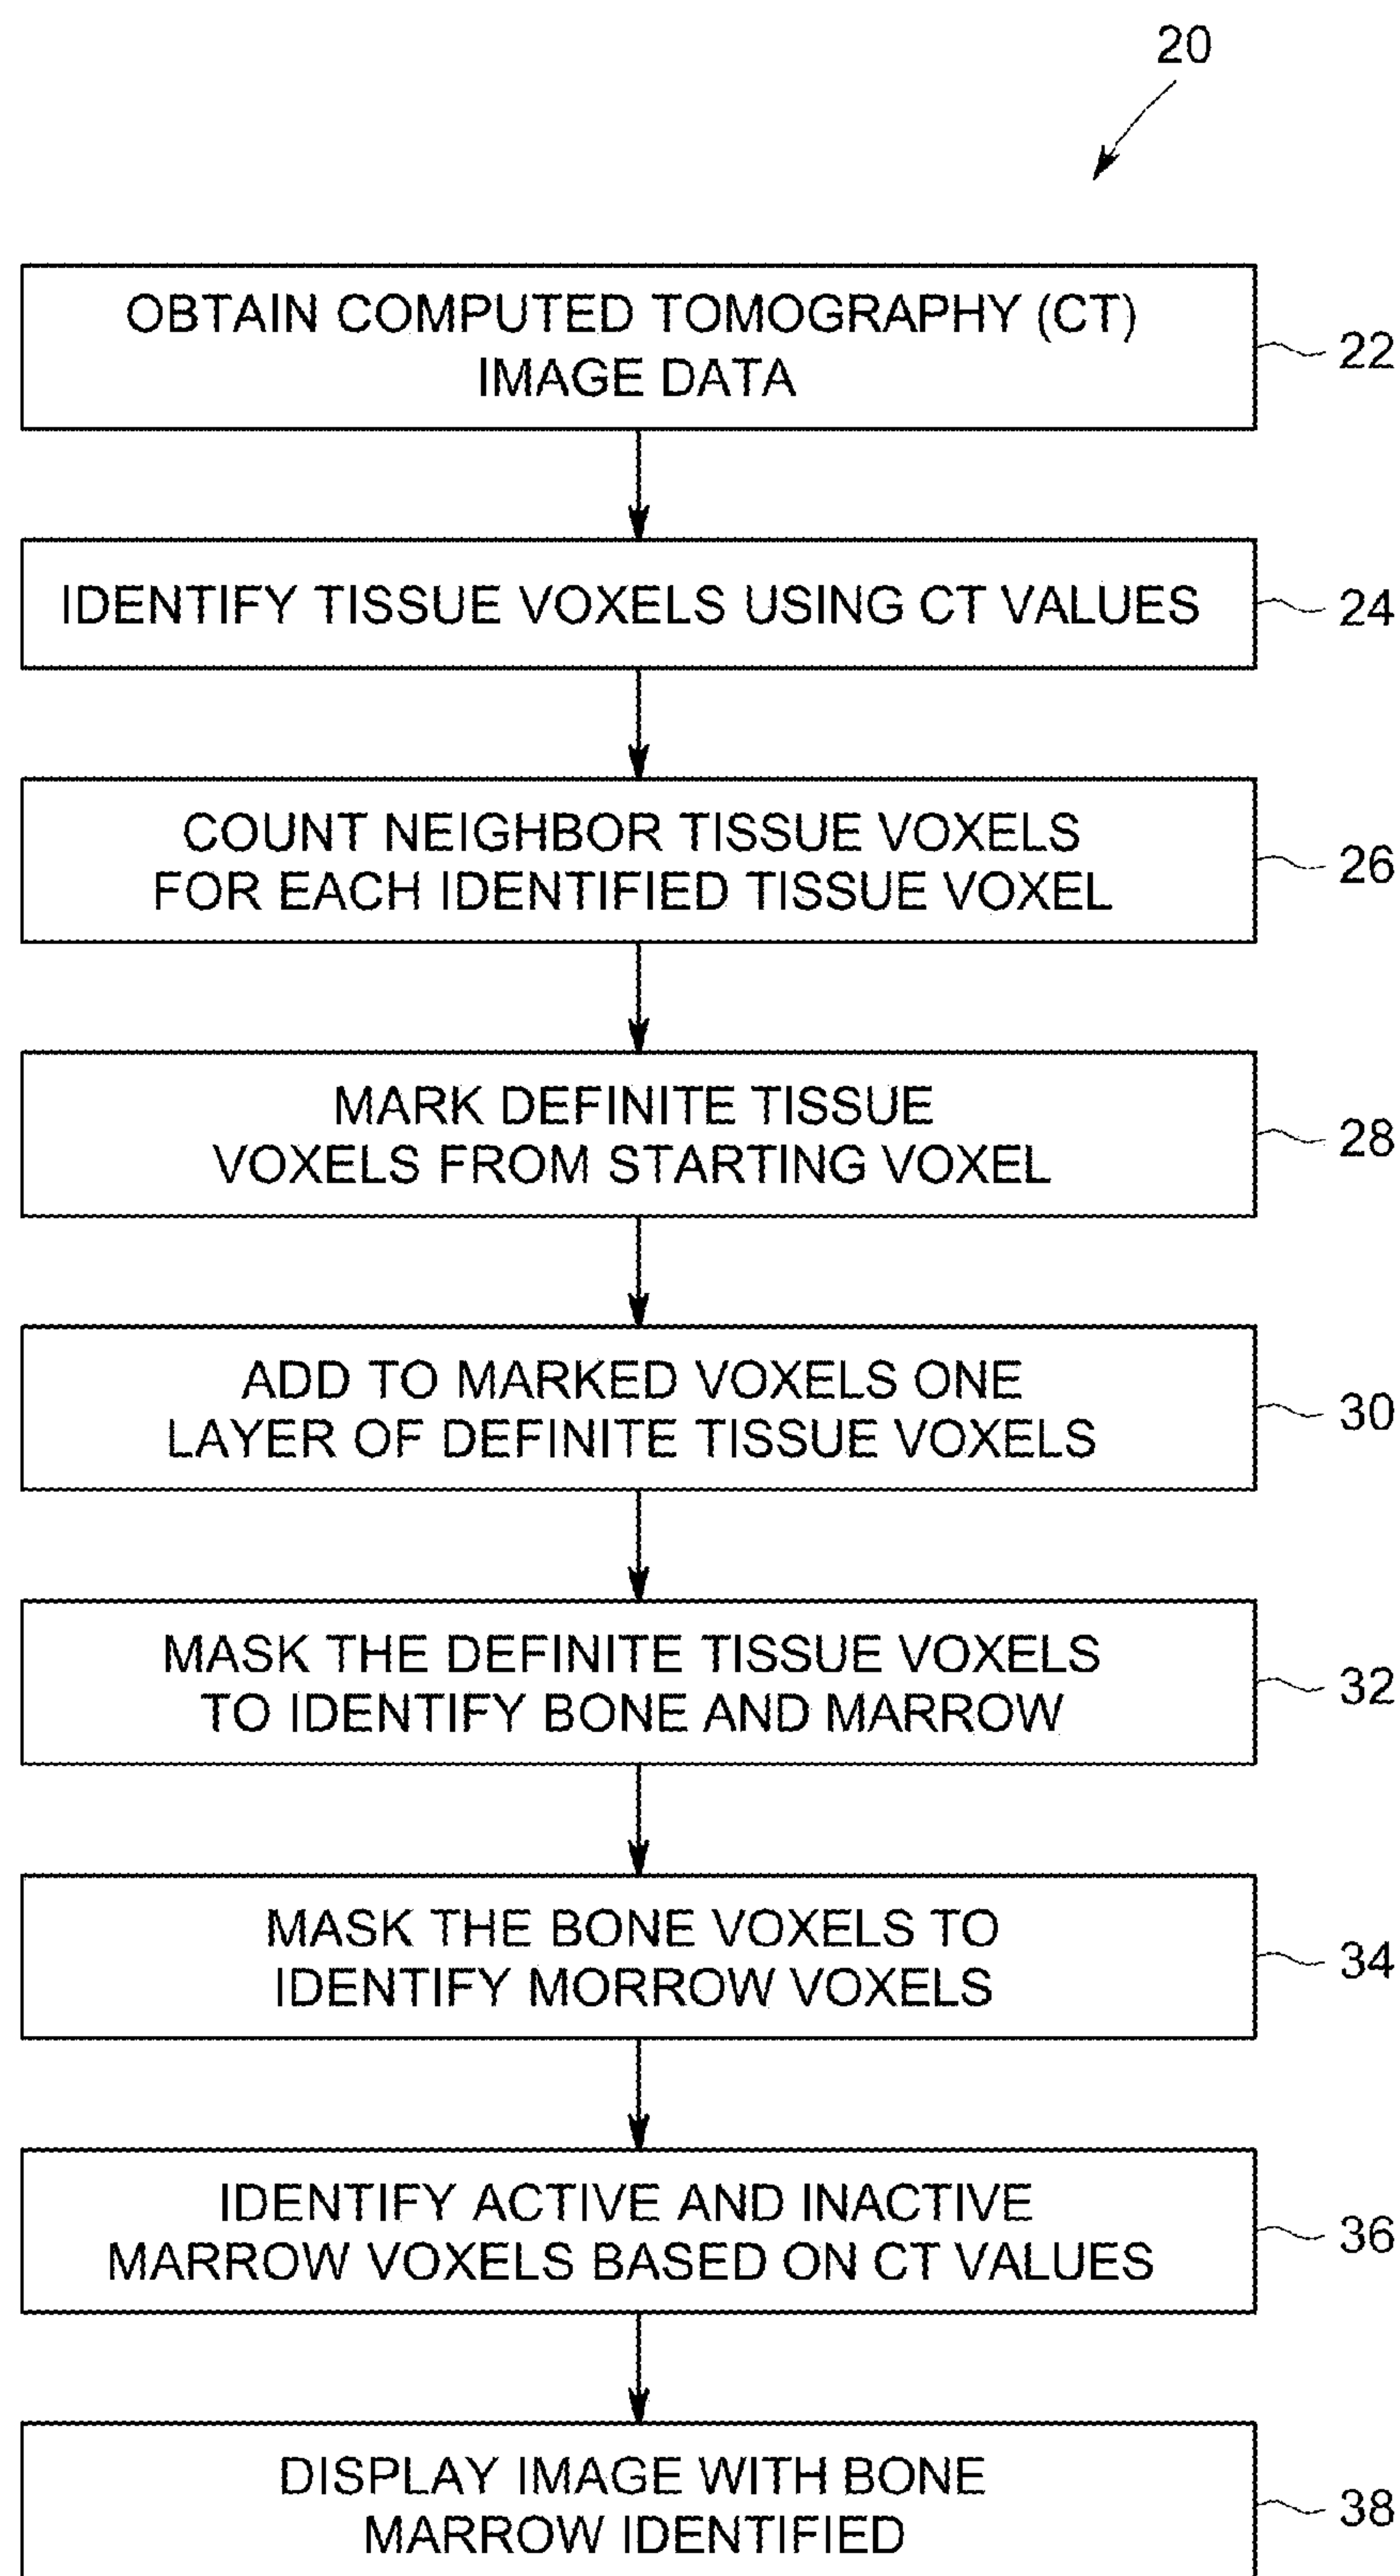 20
OBTAIN COMPUTED TOMOGRAPHY (CT)
IMAGE DATA
22
IDENTIFY TISSUE VOXELS USING CT VALUES
24
COUNT NEIGHBOR TISSUE VOXELS
FOR EACH IDENTIFIED TISSUE VOXEL
26
MARK DEFINITE TISSUE
VOXELS FROM STARTING VOXEL
28
ADD TO MARKED VOXELS ONE
LAYER OF DEFINITE TISSUE VOXELS
30
MASK THE DEFINITE TISSUE VOXELS
TO IDENTIFY BONE AND MARROW
32
MASK THE BONE VOXELS TO
IDENTIFY MORROW VOXELS
34
IDENTIFY ACTIVE AND INACTIVE
MARROW VOXELS BASED ON CT VALUES
36
DISPLAY IMAGE WITH BONE
MARROW IDENTIFIED
38